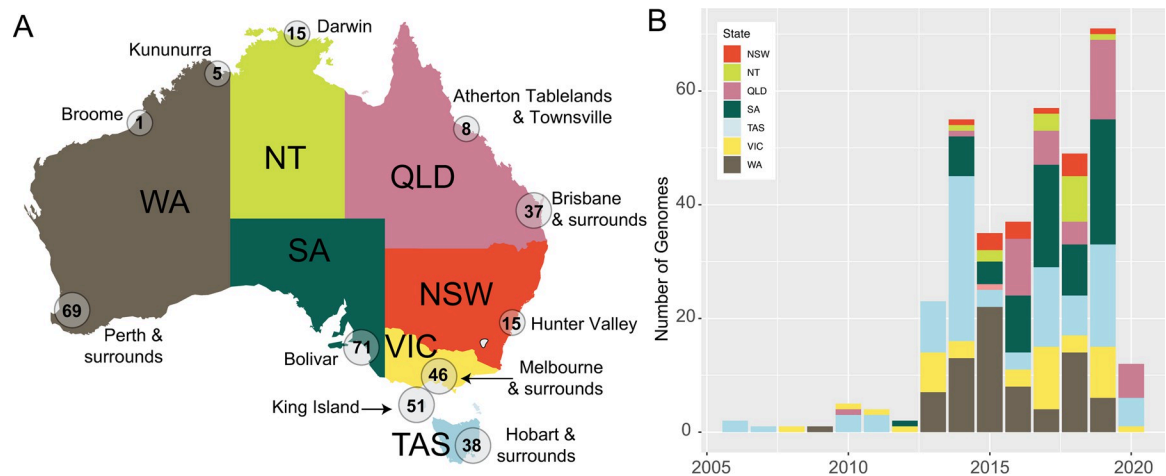 A
15 Darwin
Kununurra
5
Broome
1
Atherton Tablelands
& Townsville
8
NT
QLD
WA
37
Brisbane
& surrounds
SA
NSW
69
Perth &
surrounds
15 Hunter Valley
Bolivar
71
VIC
46
Melbourne
& surrounds
King Island
51
TAS
38
Hobart &
surrounds
B
State
NSW
NT
QLD
SA
TAS
VIC
WA
Number of Genomes
60
40
20
0
2005
2010
2015
2020